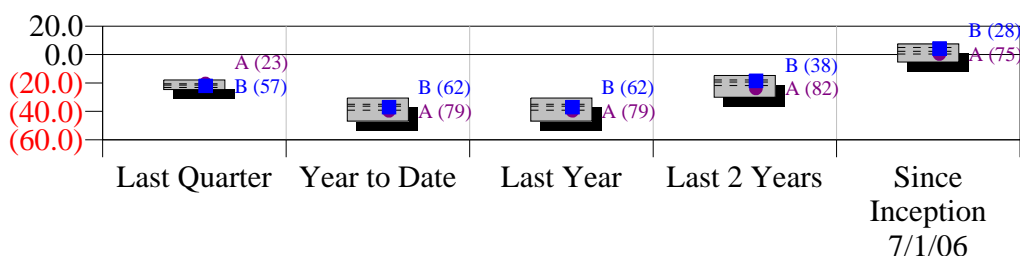 20.0
0.0
(20.0)
(40.0)
(60.0)
A (23)
B (57)
B (62)
A (79)
B (62)
A (79)
B (38)
A (82)
B (28)
A (75)
Last Quarter
Year to Date
Last Year
Last 2 Years
Since
Inception
7/1/06